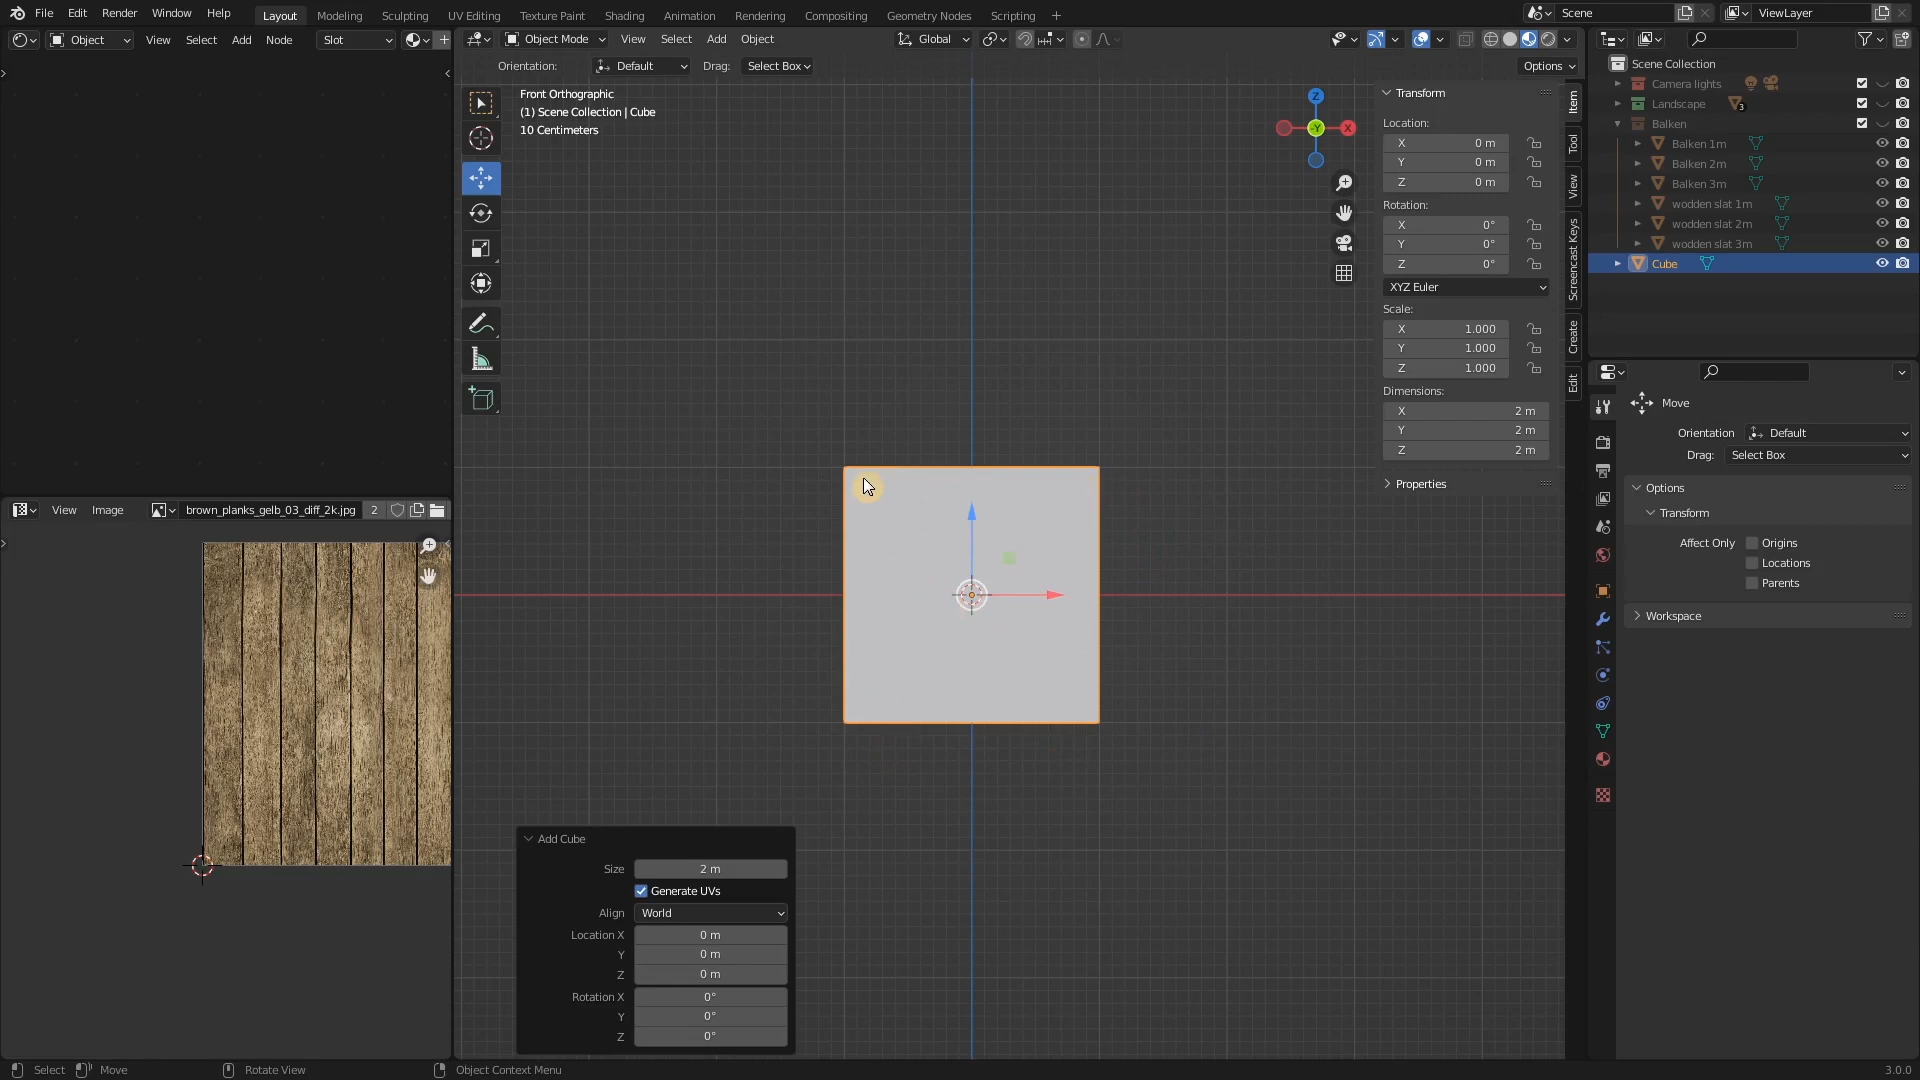 File Edit Render Window Help
Layout Modeling Sculpting UV Editing Texture Paint Shading Animation Rendering Compositing Geometry Nodes Scripting +
Scene ViewLayer
Object View Select Add Node Slot
Object Mode View Select Add Object Global
Orientation: Default Drag: Select Box Options
Front Orthographic
(1) Scene Collection | Cube
10 Centimeters
Z
-Y
X
Transform
Location:
X 0 m
Y 0 m
Z 0 m
Rotation:
X 0°
Y 0°
Z 0°
XYZ Euler
Scale:
X 1.000
Y 1.000
Z 1.000
Dimensions:
X 2 m
Y 2 m
Z 2 m
Properties
Item
Tool
View
Screencast Keys
Create
Edit
Scene Collection
Camera lights
Landscape 3
Balken
Balken 1m
Balken 2m
Balken 3m
wooden slat 1m
wooden slat 2m
wooden slat 3m
Cube
Move
Orientation Default
Drag: Select Box
Options
Transform
Affect Only Origins
Locations
Parents
Workspace
View Image brown_planks_gelb_03_diff_2k.jpg 2
Add Cube
Size 2 m
Generate UVs
Align World
Location X 0 m
Y 0 m
Z 0 m
Rotation X 0°
Y 0°
Z 0°
Select Move Rotate View Object Context Menu 3.0.0